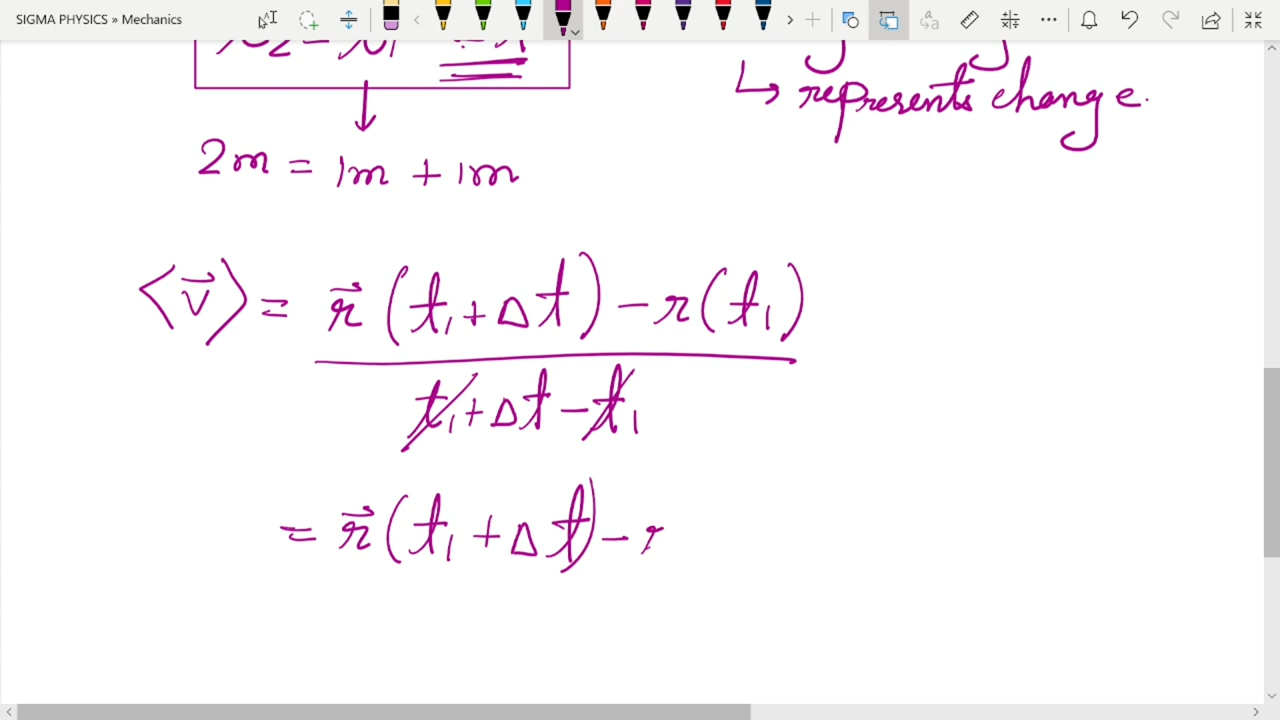 SIGMA PHYSICS » Mechanics
↳ represents change.
2m = 1m + 1m
⟨v⃗⟩ = r⃗ (t₁ + Δt) − r(t₁)
t₁ + Δt − t₁
= r⃗ (t₁ + Δt) − r